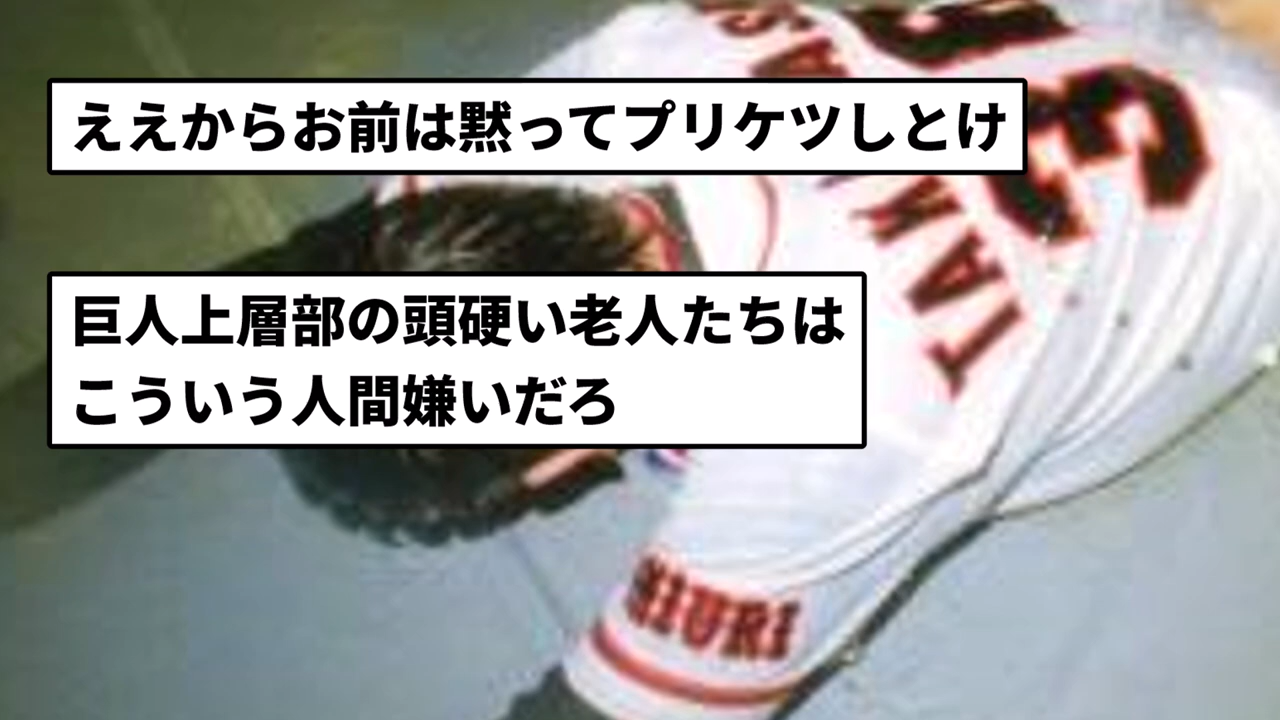 ええからお前は黙ってプリケツしとけ
巨人上層部の頭硬い老人たちは
こういう人間嫌いだろ